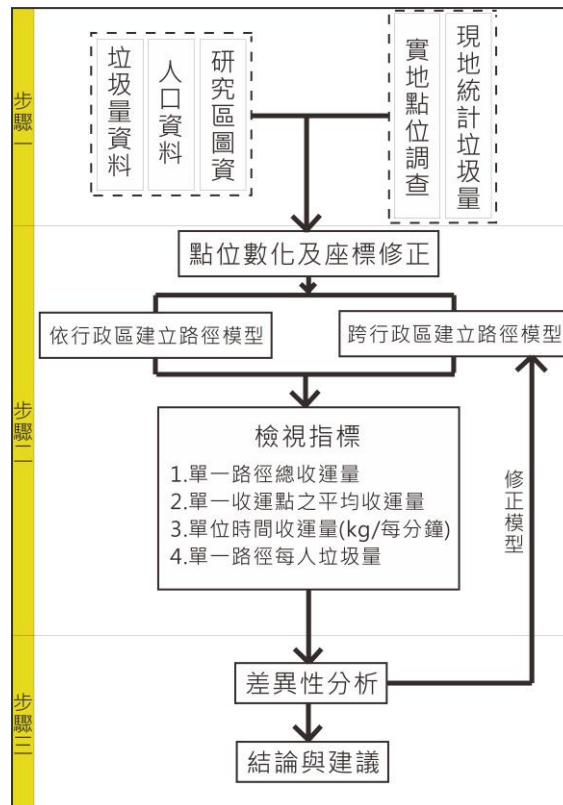 步驟一
垃圾量資料
人口資料
研究區圖資
實地點位調查
現地統計垃圾量
點位數化及座標修正
步驟二
依行政區建立路徑模型
跨行政區建立路徑模型
檢視指標
1.單一路徑總收運量
2.單一收運點之平均收運量
3.單位時間收運量(kg/每分鐘)
4.單一路徑每人垃圾量
修正模型
步驟三
差異性分析
結論與建議